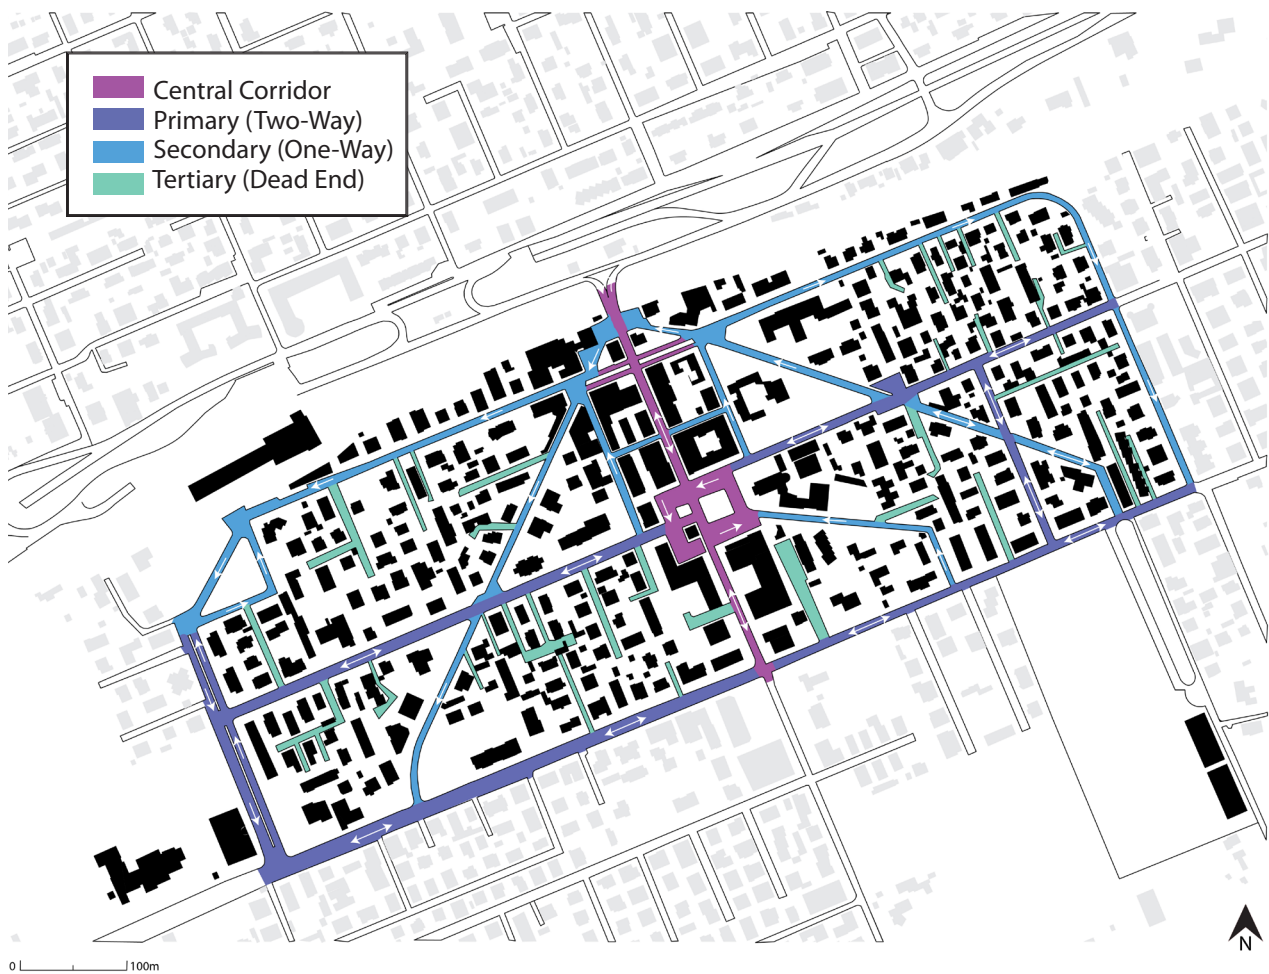 Central Corridor
Primary (Two-Way)
Secondary (One-Way)
Tertiary (Dead End)
N
0 100m